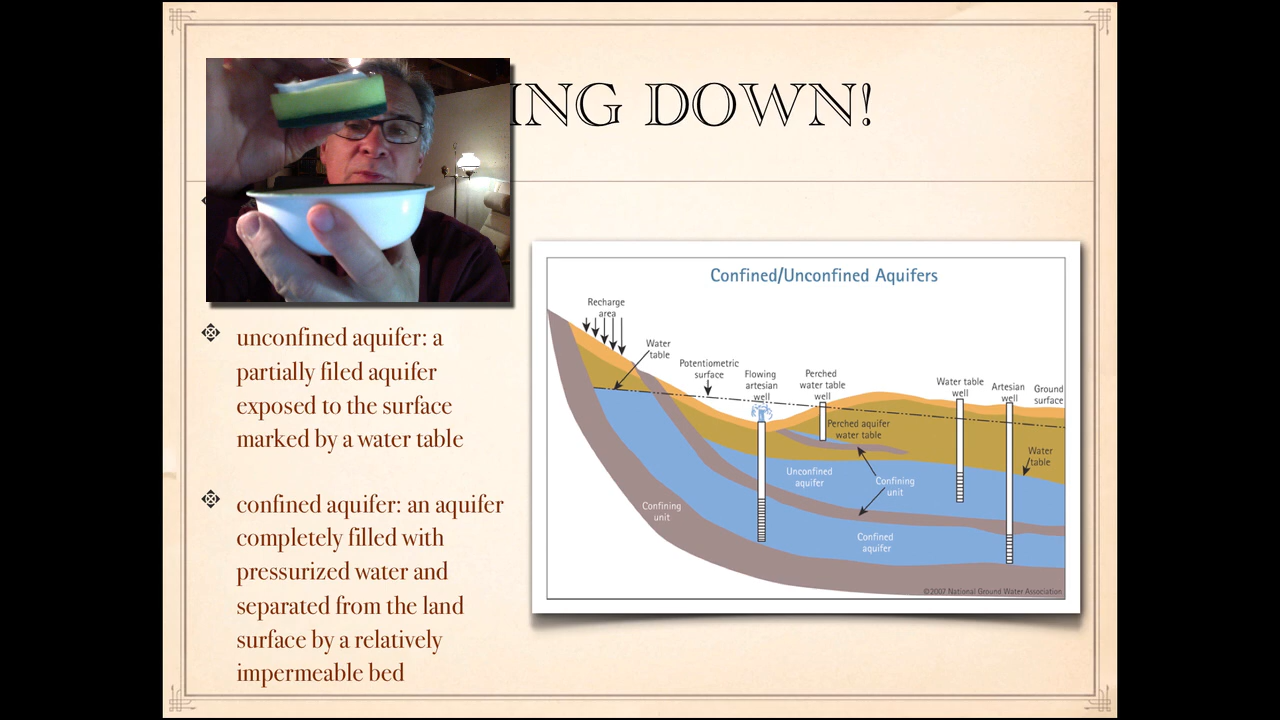 ING DOWN!
unconfined aquifer: a
partially filed aquifer
exposed to the surface
marked by a water table
confined aquifer: an aquifer
completely filled with
pressurized water and
separated from the land
surface by a relatively
impermeable bed
Confined/Unconfined Aquifers
Recharge
area
Water
table
Potentiometric
surface
Flowing
artesian
well
Perched
water table
well
Water table
well
Artesian
well
Ground
surface
Perched aquifer
water table
Water
table
Unconfined
aquifer
Confining
unit
Confining
unit
Confined
aquifer
©2007 National Ground Water Association